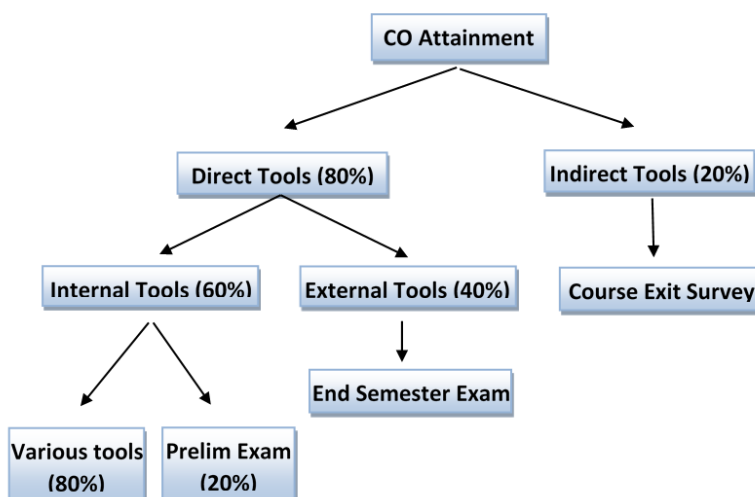 CO Attainment
Direct Tools (80%)
Indirect Tools (20%)
Internal Tools (60%)
External Tools (40%)
Course Exit Survey
End Semester Exam
Various tools
(80%)
Prelim Exam
(20%)